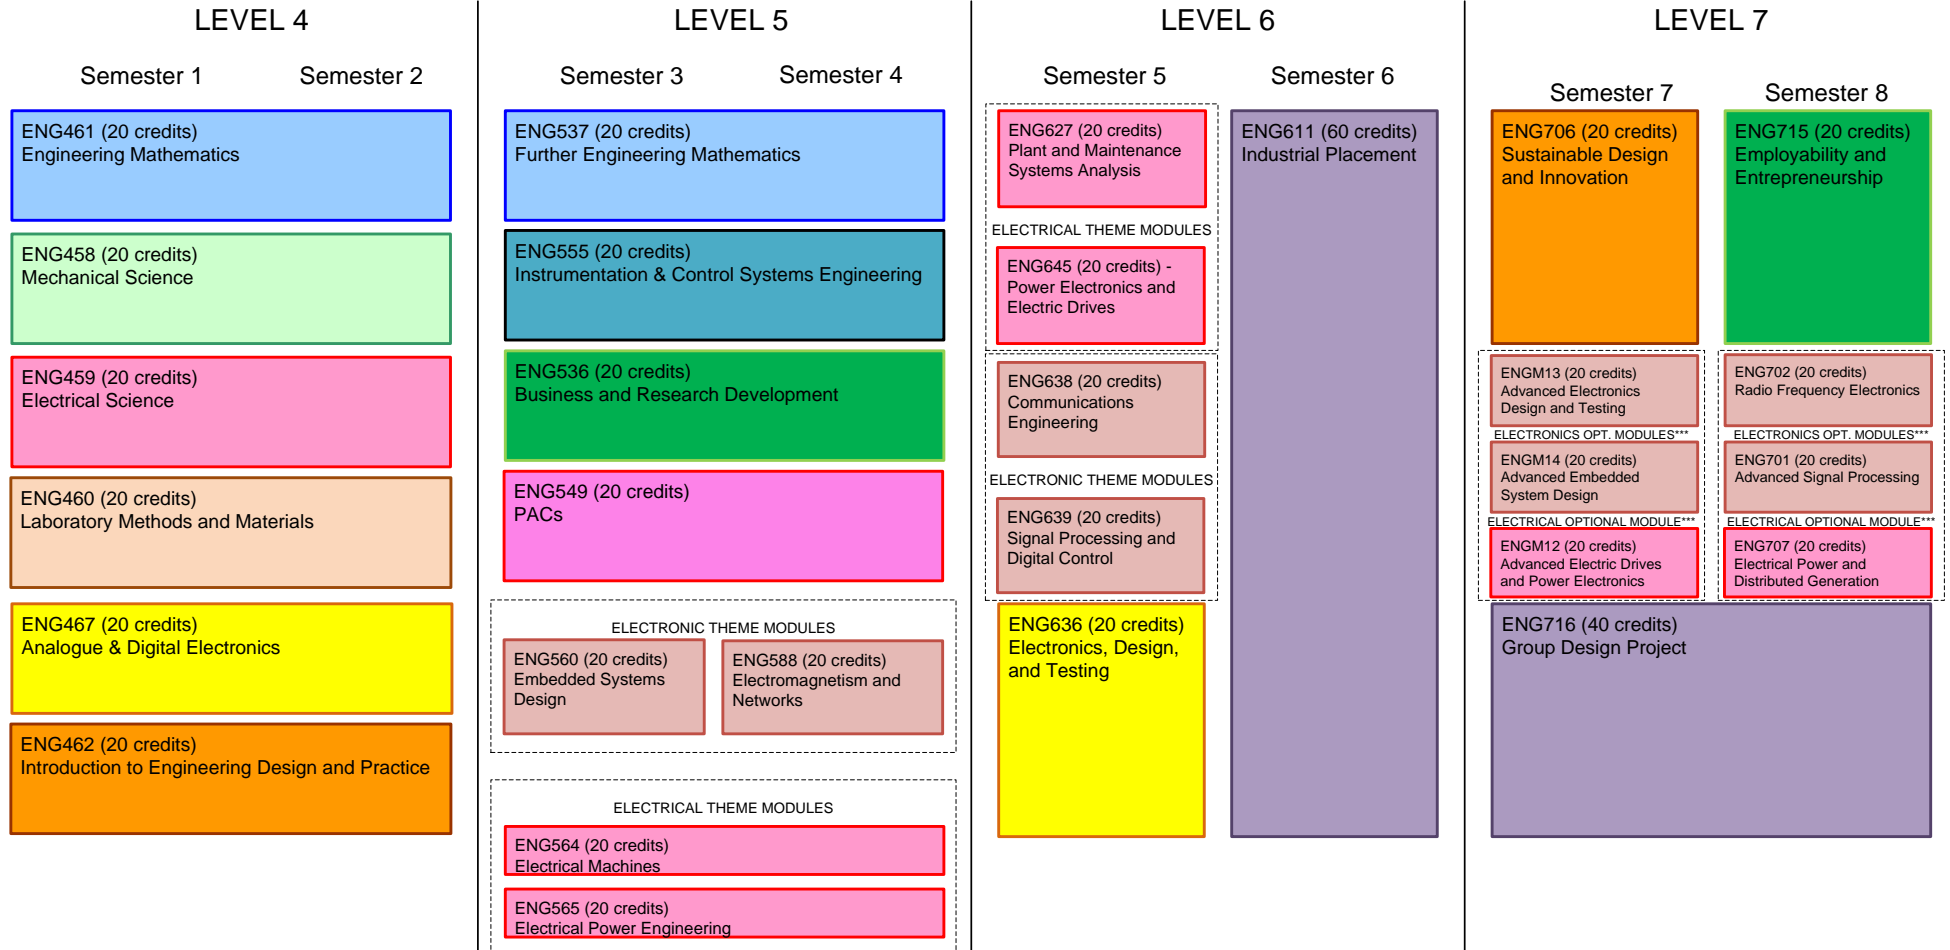 LEVEL 4
Semester 1
Semester 2
ENG461 (20 credits)
Engineering Mathematics
ENG458 (20 credits)
Mechanical Science
ENG459 (20 credits)
Electrical Science
ENG460 (20 credits)
Laboratory Methods and Materials
ENG467 (20 credits)
Analogue & Digital Electronics
ENG462 (20 credits)
Introduction to Engineering Design and Practice
LEVEL 5
Semester 3
Semester 4
ENG537 (20 credits)
Further Engineering Mathematics
ENG555 (20 credits)
Instrumentation & Control Systems Engineering
ENG536 (20 credits)
Business and Research Development
ENG549 (20 credits)
PACs
ELECTRONIC THEME MODULES
ENG560 (20 credits)
Embedded Systems
Design
ENG588 (20 credits)
Electromagnetism and
Networks
ELECTRICAL THEME MODULES
ENG564 (20 credits)
Electrical Machines
ENG565 (20 credits)
Electrical Power Engineering
LEVEL 6
Semester 5
Semester 6
ENG627 (20 credits)
Plant and Maintenance
Systems Analysis
ELECTRICAL THEME MODULES
ENG645 (20 credits) -
Power Electronics and
Electric Drives
ENG638 (20 credits)
Communications
Engineering
ELECTRONIC THEME MODULES
ENG639 (20 credits)
Signal Processing and
Digital Control
ENG636 (20 credits)
Electronics, Design,
and Testing
ENG611 (60 credits)
Industrial Placement
LEVEL 7
Semester 7
Semester 8
ENG706 (20 credits)
Sustainable Design
and Innovation
ENG715 (20 credits)
Employability and
Entrepreneurship
ENGM13 (20 credits)
Advanced Electronics
Design and Testing
ELECTRONICS OPT. MODULES***
ENGM14 (20 credits)
Advanced Embedded
System Design
ELECTRICAL OPTIONAL MODULE***
ENGM12 (20 credits)
Advanced Electric Drives
and Power Electronics
ENG702 (20 credits)
Radio Frequency Electronics
ELECTRONICS OPT. MODULES***
ENG701 (20 credits)
Advanced Signal Processing
ELECTRICAL OPTIONAL MODULE***
ENG707 (20 credits)
Electrical Power and
Distributed Generation
ENG716 (40 credits)
Group Design Project